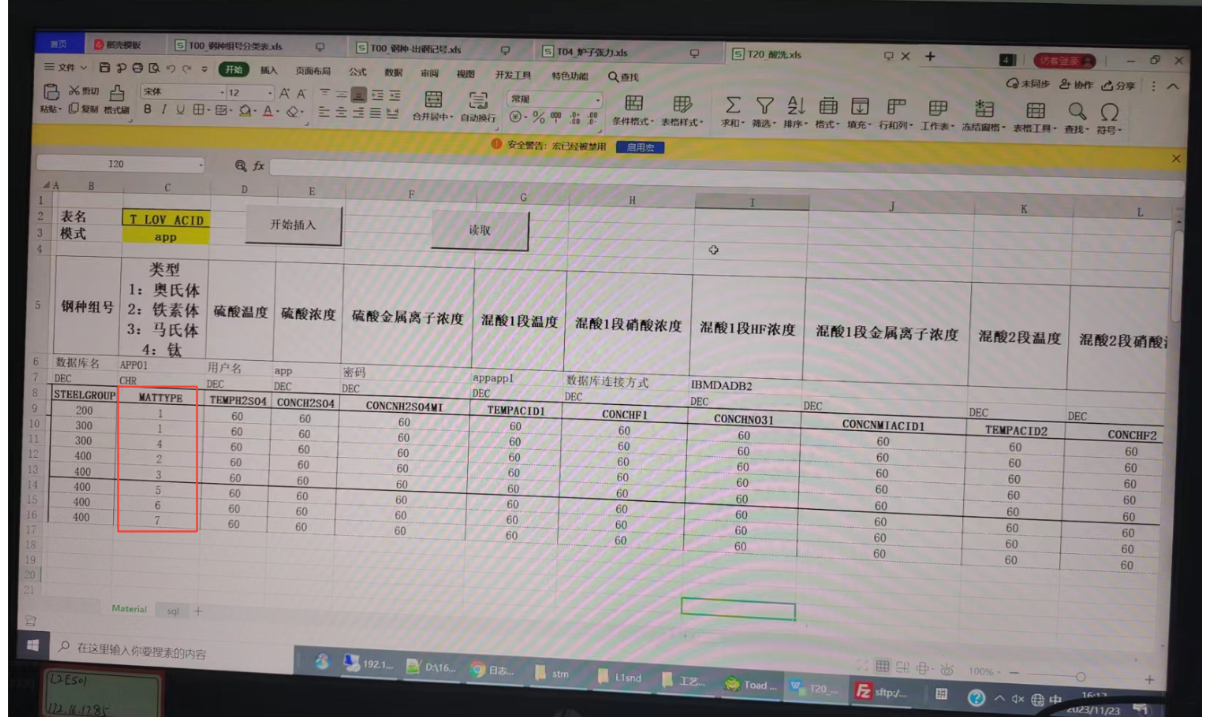 首页 稻壳模板 T00_钢种组号分类表.xls T00_钢种-出钢记号.xls T04_炉子张力.xls T20_酸洗.xls + 4 访客登录
文件 开始 插入 页面布局 公式 数据 审阅 视图 开发工具 特色功能 查找 未同步 协作 分享
剪切 宋体 12 常规
粘贴 复制 格式刷 B I U 合并居中 自动换行 条件格式 表格样式 求和 筛选 排序 格式 填充 行和列 工作表 冻结窗格 表格工具 查找 符号
安全警告: 宏已经被禁用 启用宏
I20 fx
A B C D E F G H I J K L
1
2 表名 T_LOV_ACID 开始插入 读取
3 模式 app
4
5 钢种组号 类型 1: 奥氏体 2: 铁素体 3: 马氏体 4: 钛 硫酸温度 硫酸浓度 硫酸金属离子浓度 混酸1段温度 混酸1段硝酸浓度 混酸1段HF浓度 混酸1段金属离子浓度 混酸2段温度 混酸2段硝酸
6 数据库名 APP01 用户名 app 密码 appapp1 数据库连接方式 IBMDADB2
7 DEC CHR DEC DEC DEC DEC DEC DEC DEC DEC DEC
8 STEELGROUP MATTYPE TEMPH2SO4 CONCH2SO4 CONCNH2SO4MI TEMPACID1 CONCHF1 CONCHNO31 CONCNMIACID1 TEMPACID2 CONCHF2
9 200 1 60 60 60 60 60 60 60 60 60
10 300 1 60 60 60 60 60 60 60 60 60
11 300 4 60 60 60 60 60 60 60 60 60
12 400 2 60 60 60 60 60 60 60 60 60
13 400 3 60 60 60 60 60 60 60 60 60
14 400 5 60 60 60 60 60 60 60 60 60
15 400 6 60 60 60 60 60 60 60 60 60
16 400 7 60 60 60 60 60 60 60 60 60
17
18
19
20
21
Material sql +
100%
在这里输入你要搜索的内容 192.1... D:\16... 日志... stm L1snd 工艺... Toad ... T20_... sftp:/... 中 16:12
2023/11/23
L2ES01
172.16.17.85